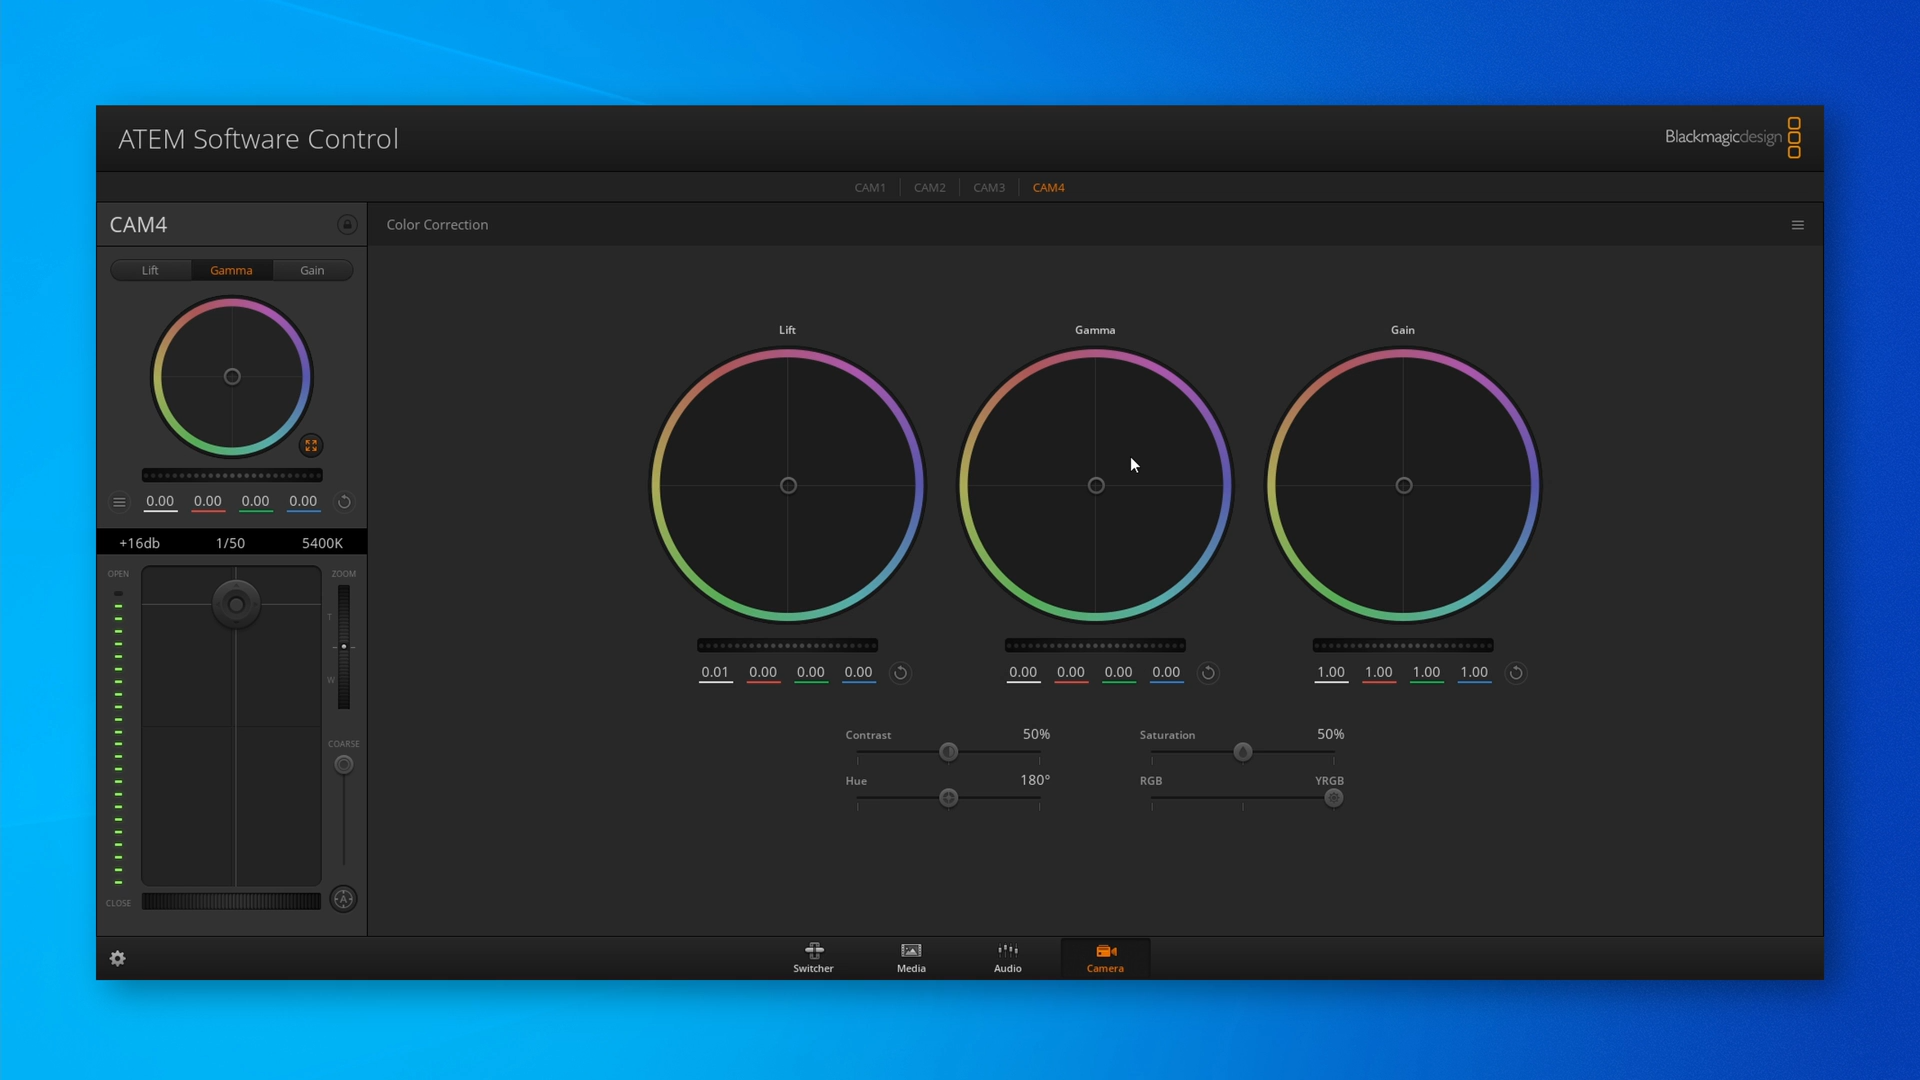 ATEM Software Control
Blackmagicdesign
CAM1 CAM2 CAM3 CAM4
CAM4
Color Correction
Lift Gamma Gain
0.00 0.00 0.00 0.00
+16db 1/50 5400K
OPEN
ZOOM
T
W
COARSE
A
CLOSE
Lift
Gamma
Gain
0.01 0.00 0.00 0.00
0.00 0.00 0.00 0.00
1.00 1.00 1.00 1.00
Contrast 50%
Saturation 50%
Hue 180°
RGB YRGB
Switcher
Media
Audio
Camera